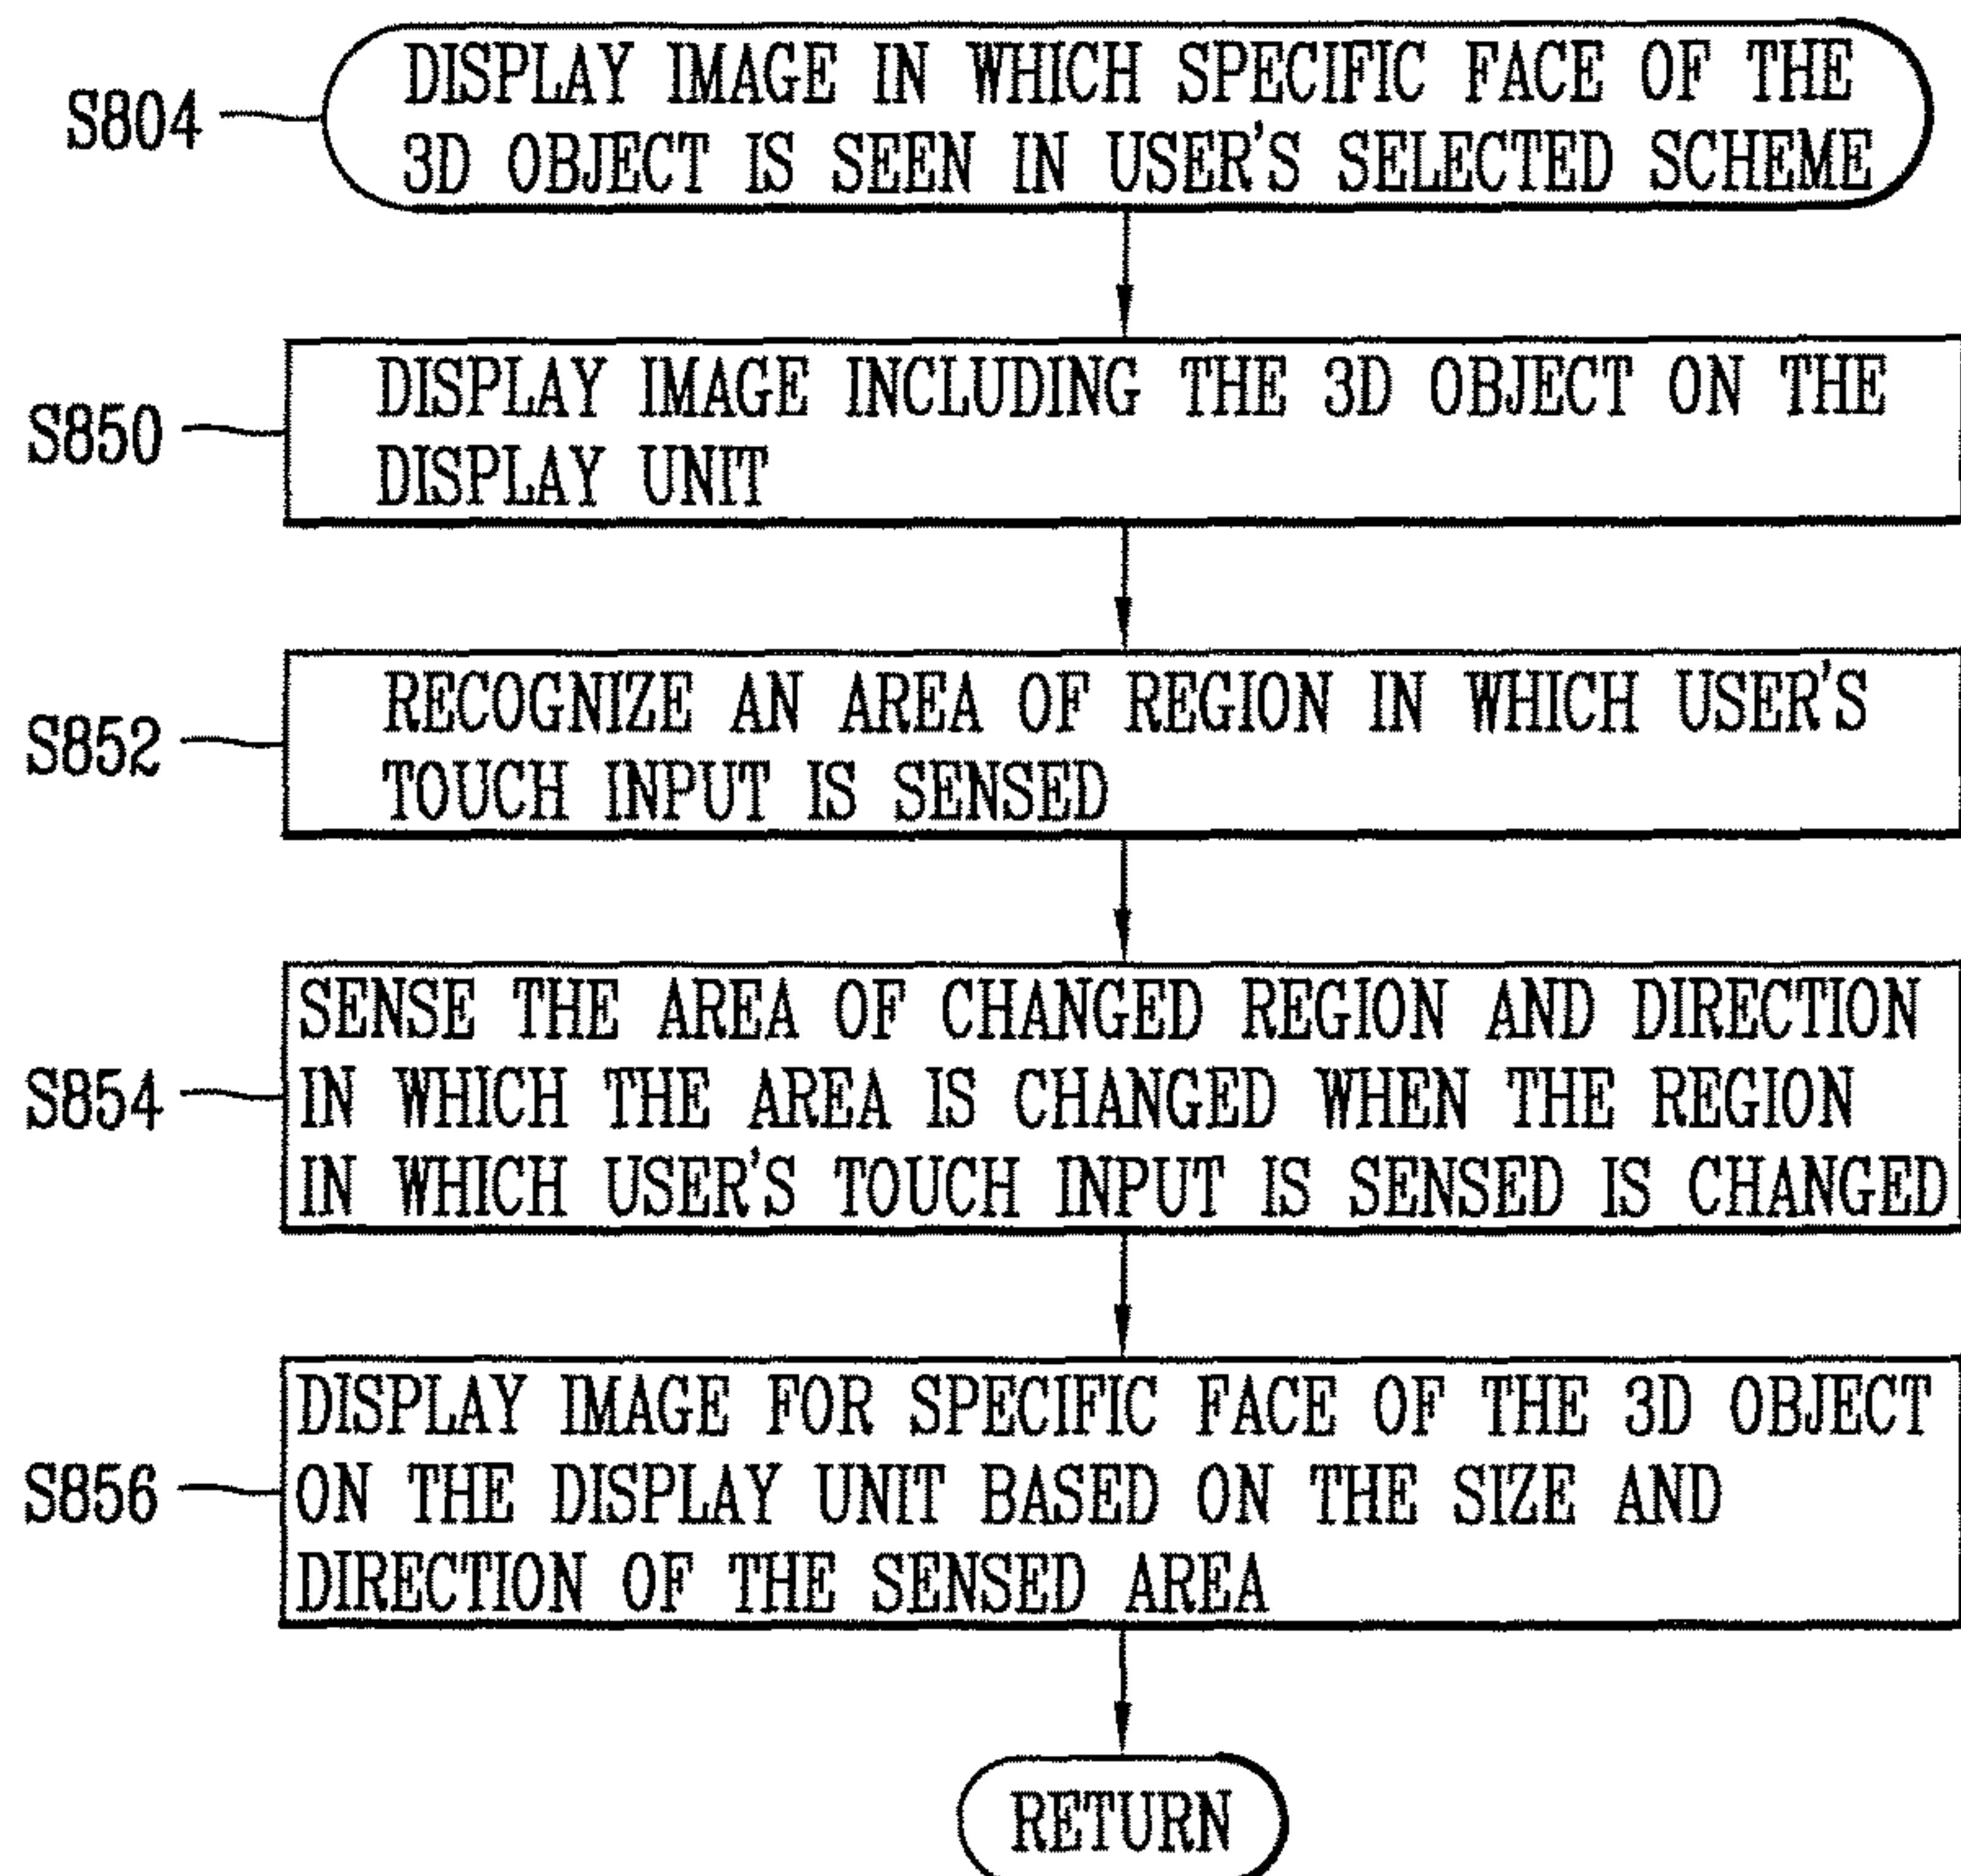 S804
DISPLAY IMAGE IN WHICH SPECIFIC FACE OF THE
3D OBJECT IS SEEN IN USER'S SELECTED SCHEME
S850
DISPLAY IMAGE INCLUDING THE 3D OBJECT ON THE
DISPLAY UNIT
S852
RECOGNIZE AN AREA OF REGION IN WHICH USER'S
TOUCH INPUT IS SENSED
S854
SENSE THE AREA OF CHANGED REGION AND DIRECTION
IN WHICH THE AREA IS CHANGED WHEN THE REGION
IN WHICH USER'S TOUCH INPUT IS SENSED IS CHANGED
S856
DISPLAY IMAGE FOR SPECIFIC FACE OF THE 3D OBJECT
ON THE DISPLAY UNIT BASED ON THE SIZE AND
DIRECTION OF THE SENSED AREA
RETURN